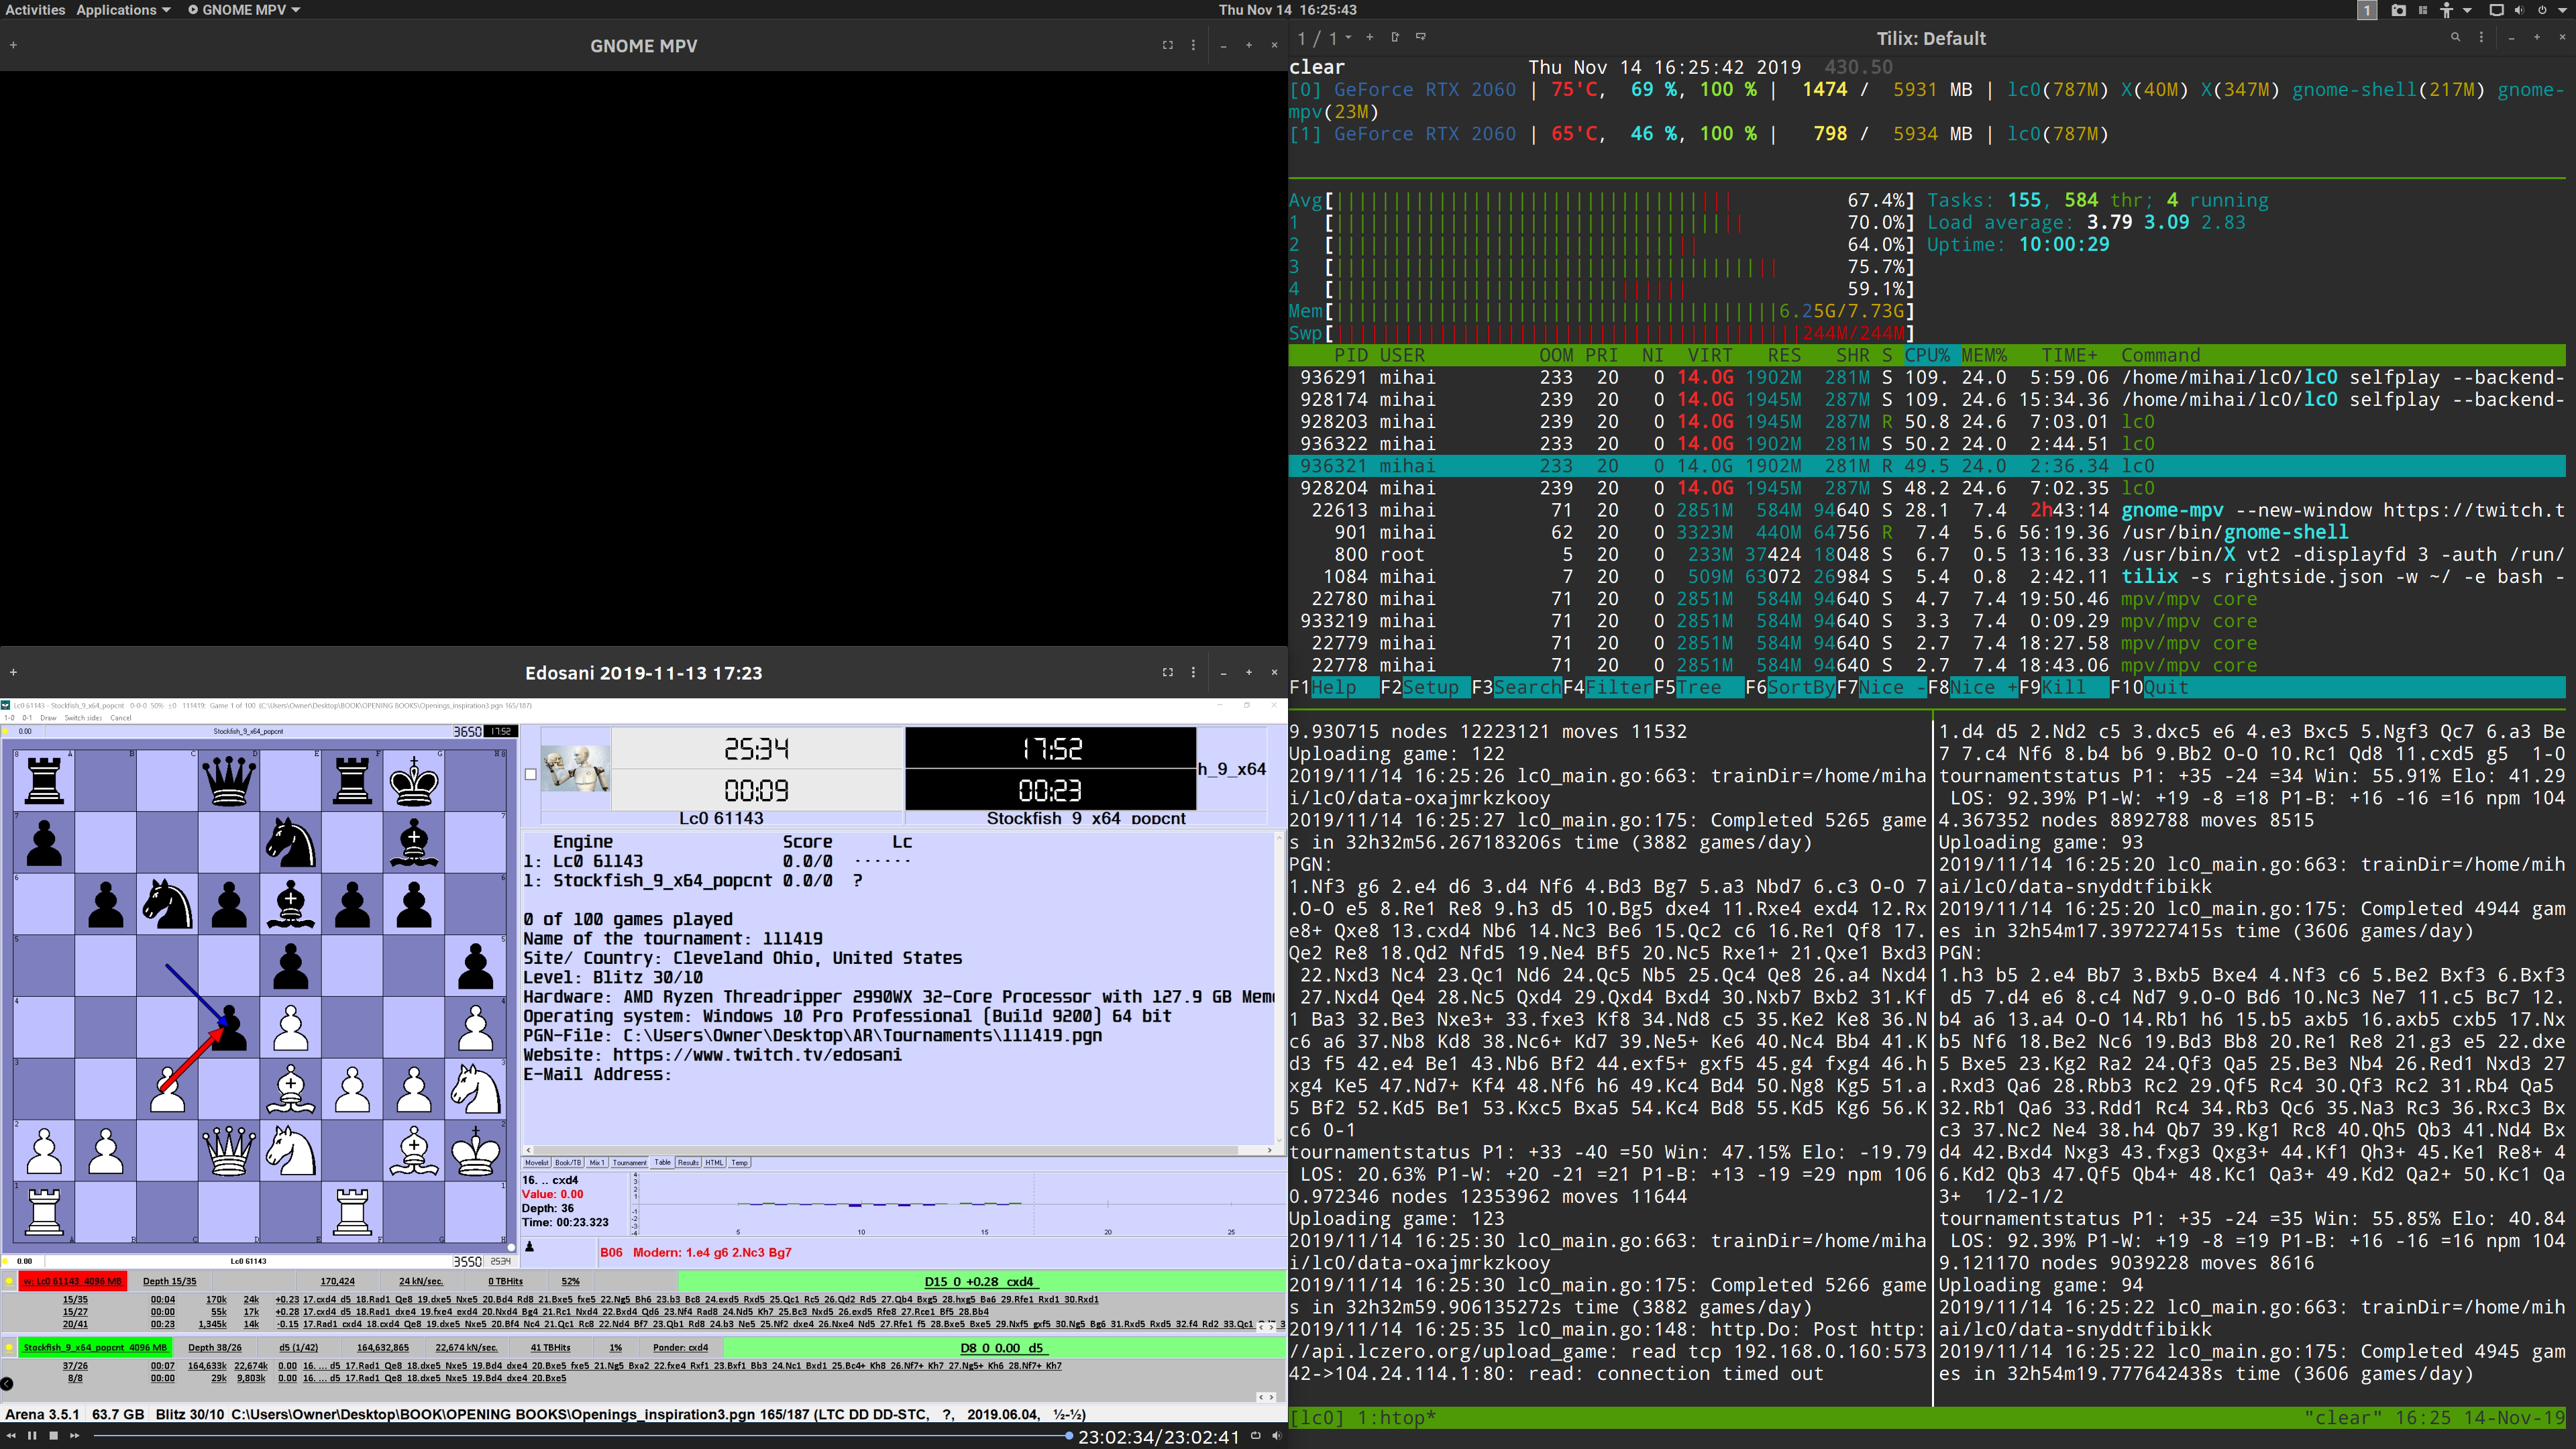 Activities Applications GNOME MPV Thu Nov 14 16:25:43 1
GNOME MPV
1 / 1 Tilix: Default
clear Thu Nov 14 16:25:42 2019 430.50
[0] GeForce RTX 2060 | 75'C, 69 %, 100 % | 1474 / 5931 MB | lc0(787M) X(40M) X(347M) gnome-shell(217M) gnome-
mpv(23M)
[1] GeForce RTX 2060 | 65'C, 46 %, 100 % | 798 / 5934 MB | lc0(787M)
Avg[ 67.4%] Tasks: 155, 584 thr; 4 running
1 [ 70.0%] Load average: 3.79 3.09 2.83
2 [ 64.0%] Uptime: 10:00:29
3 [ 75.7%]
4 [ 59.1%]
Mem[ 6.25G/7.73G]
Swp[ 244M/244M]
PID USER OOM PRI NI VIRT RES SHR S CPU% MEM% TIME+ Command
936291 mihai 233 20 0 14.0G 1902M 281M S 109. 24.0 5:59.06 /home/mihai/lc0/lc0 selfplay --backend-
928174 mihai 239 20 0 14.0G 1945M 287M S 109. 24.6 15:34.36 /home/mihai/lc0/lc0 selfplay --backend-
928203 mihai 239 20 0 14.0G 1945M 287M R 50.8 24.6 7:03.01 lc0
936322 mihai 233 20 0 14.0G 1902M 281M S 50.2 24.0 2:44.51 lc0
936321 mihai 233 20 0 14.0G 1902M 281M R 49.5 24.0 2:36.34 lc0
928204 mihai 239 20 0 14.0G 1945M 287M S 48.2 24.6 7:02.35 lc0
22613 mihai 71 20 0 2851M 584M 94640 S 28.1 7.4 2h43:14 gnome-mpv --new-window https://twitch.t
901 mihai 62 20 0 3323M 440M 64756 R 7.4 5.6 56:19.36 /usr/bin/gnome-shell
800 root 5 20 0 233M 37424 18048 S 6.7 0.5 13:16.33 /usr/bin/X vt2 -displayfd 3 -auth /run/
1084 mihai 7 20 0 509M 63072 26984 S 5.4 0.8 2:42.11 tilix -s rightside.json -w ~/ -e bash -
22780 mihai 71 20 0 2851M 584M 94640 S 4.7 7.4 19:50.46 mpv/mpv core
933219 mihai 71 20 0 2851M 584M 94640 S 3.3 7.4 0:09.29 mpv/mpv core
22779 mihai 71 20 0 2851M 584M 94640 S 2.7 7.4 18:27.58 mpv/mpv core
22778 mihai 71 20 0 2851M 584M 94640 S 2.7 7.4 18:43.06 mpv/mpv core
F1Help F2Setup F3SearchF4FilterF5Tree F6SortByF7Nice -F8Nice +F9Kill F10Quit
9.930715 nodes 12223121 moves 11532
Uploading game: 122
2019/11/14 16:25:26 lc0_main.go:663: trainDir=/home/miha
i/lc0/data-oxajmrkzkooy
2019/11/14 16:25:27 lc0_main.go:175: Completed 5265 game
s in 32h32m56.267183206s time (3882 games/day)
PGN:
1.Nf3 g6 2.e4 d6 3.d4 Nf6 4.Bd3 Bg7 5.a3 Nbd7 6.c3 O-O 7
.O-O e5 8.Re1 Re8 9.h3 d5 10.Bg5 dxe4 11.Rxe4 exd4 12.Rx
e8+ Qxe8 13.cxd4 Nb6 14.Nc3 Be6 15.Qc2 c6 16.Re1 Qf8 17.
Qe2 Re8 18.Qd2 Nfd5 19.Ne4 Bf5 20.Nc5 Rxe1+ 21.Qxe1 Bxd3
22.Nxd3 Nc4 23.Qc1 Nd6 24.Qc5 Nb5 25.Qc4 Qe8 26.a4 Nxd4
27.Nxd4 Qe4 28.Nc5 Qxd4 29.Qxd4 Bxd4 30.Nxb7 Bxb2 31.Kf
1 Ba3 32.Be3 Nxe3+ 33.fxe3 Kf8 34.Nd8 c5 35.Ke2 Ke8 36.N
c6 a6 37.Nb8 Kd8 38.Nc6+ Kd7 39.Ne5+ Ke6 40.Nc4 Bb4 41.K
d3 f5 42.e4 Be1 43.Nb6 Bf2 44.exf5+ gxf5 45.g4 fxg4 46.h
xg4 Ke5 47.Nd7+ Kf4 48.Nf6 h6 49.Kc4 Bd4 50.Ng8 Kg5 51.a
5 Bf2 52.Kd5 Be1 53.Kxc5 Bxa5 54.Kc4 Bd8 55.Kd5 Kg6 56.K
c6 0-1
tournamentstatus P1: +33 -40 =50 Win: 47.15% Elo: -19.79
LOS: 20.63% P1-W: +20 -21 =21 P1-B: +13 -19 =29 npm 106
0.972346 nodes 12353962 moves 11644
Uploading game: 123
2019/11/14 16:25:30 lc0_main.go:663: trainDir=/home/miha
i/lc0/data-oxajmrkzkooy
2019/11/14 16:25:30 lc0_main.go:175: Completed 5266 game
s in 32h32m59.906135272s time (3882 games/day)
2019/11/14 16:25:35 lc0_main.go:148: http.Do: Post http:
//api.lczero.org/upload_game: read tcp 192.168.0.160:573
42->104.24.114.1:80: read: connection timed out
1.d4 d5 2.Nd2 c5 3.dxc5 e6 4.e3 Bxc5 5.Ngf3 Qc7 6.a3 Be
7 7.c4 Nf6 8.b4 b6 9.Bb2 O-O 10.Rc1 Qd8 11.cxd5 g5 1-0
tournamentstatus P1: +35 -24 =34 Win: 55.91% Elo: 41.29
LOS: 92.39% P1-W: +19 -8 =18 P1-B: +16 -16 =16 npm 104
4.367352 nodes 8892788 moves 8515
Uploading game: 93
2019/11/14 16:25:20 lc0_main.go:663: trainDir=/home/mih
ai/lc0/data-snyddtfibikk
2019/11/14 16:25:20 lc0_main.go:175: Completed 4944 gam
es in 32h54m17.397227415s time (3606 games/day)
PGN:
1.h3 b5 2.e4 Bb7 3.Bxb5 Bxe4 4.Nf3 c6 5.Be2 Bxf3 6.Bxf3
d5 7.d4 e6 8.c4 Nd7 9.O-O Bd6 10.Nc3 Ne7 11.c5 Bc7 12.
b4 a6 13.a4 O-O 14.Rb1 h6 15.b5 axb5 16.axb5 cxb5 17.Nx
b5 Nf6 18.Be2 Nc6 19.Bd3 Bb8 20.Re1 Re8 21.g3 e5 22.dxe
5 Bxe5 23.Kg2 Ra2 24.Qf3 Qa5 25.Be3 Nb4 26.Red1 Nxd3 27
.Rxd3 Qa6 28.Rbb3 Rc2 29.Qf5 Rc4 30.Qf3 Rc2 31.Rb4 Qa5
32.Rb1 Qa6 33.Rdd1 Rc4 34.Rb3 Qc6 35.Na3 Rc3 36.Rxc3 Bx
c3 37.Nc2 Ne4 38.h4 Qb7 39.Kg1 Rc8 40.Qh5 Qb3 41.Nd4 Bx
d4 42.Bxd4 Nxg3 43.fxg3 Qxg3+ 44.Kf1 Qh3+ 45.Ke1 Re8+ 4
6.Kd2 Qb3 47.Qf5 Qb4+ 48.Kc1 Qa3+ 49.Kd2 Qa2+ 50.Kc1 Qa
3+ 1/2-1/2
tournamentstatus P1: +35 -24 =35 Win: 55.85% Elo: 40.84
LOS: 92.39% P1-W: +19 -8 =19 P1-B: +16 -16 =16 npm 104
9.121170 nodes 9039228 moves 8616
Uploading game: 94
2019/11/14 16:25:22 lc0_main.go:663: trainDir=/home/mih
ai/lc0/data-snyddtfibikk
2019/11/14 16:25:22 lc0_main.go:175: Completed 4945 gam
es in 32h54m19.777642438s time (3606 games/day)
[lc0] 1:htop* "clear" 16:25 14-Nov-19
Edosani 2019-11-13 17:23
Lc0 61143 - Stockfish_9_x64_popcnt 0-0-0 50% ±0 111419: Game 1 of 100 (C:\Users\Owner\Desktop\BOOK\OPENING BOOKS\Openings_inspiration3.pgn 165/187)
1-0 0-1 Draw Switch sides Cancel
0.00 Stockfish_9_x64_popcnt 3650 17:52
25:34 17:52 h_9_x64
00:09 00:23
Lc0 61143 Stockfish 9 x64 popcnt
Engine Score Lc
1: Lc0 61143 0.0/0 ······
1: Stockfish_9_x64_popcnt 0.0/0 ?
0 of 100 games played
Name of the tournament: 111419
Site/ Country: Cleveland Ohio, United States
Level: Blitz 30/10
Hardware: AMD Ryzen Threadripper 2990WX 32-Core Processor with 127.9 GB Mem
Operating system: Windows 10 Pro Professional (Build 9200) 64 bit
PGN-File: C:\Users\Owner\Desktop\AR\Tournaments\111419.pgn
Website: https://www.twitch.tv/edosani
E-Mail Address:
Movelist Book/TB Mix 1 Tournament Table Results HTML Temp
16. .. cxd4
Value: 0.00
Depth: 36
Time: 00:23.323
5 10 15 20 25
B06 Modern: 1.e4 g6 2.Nc3 Bg7
0.00 Lc0 61143 3550 25:34
w: Lc0 61143 4096 MB Depth 15/35 170,424 24 kN/sec. 0 TBHits 52% D15 0 +0.28 cxd4
15/35 00:04 170k 24k +0.28 17.cxd4 d5 18.Rad1 Qe8 19.dxe5 Nxe5 20.Bd4 Rd8 21.Bxe5 fxe5 22.Ng5 Bh6 23.b3 Bc8 24.exd5 Rxd5 25.Qc1 Rc5 26.Qd2 Rd5 27.Qb4 Bxg5 28.hxg5 Ba6 29.Rfe1 Rxd1 30.Rxd1
15/27 00:00 55k 17k +0.28 17.cxd4 d5 18.Rad1 dxe4 19.fxe4 exd4 20.Nxd4 Bg4 21.Rc1 Nxd4 22.Bxd4 Qd6 23.Nf4 Rad8 24.Nd5 Kh7 25.Bc3 Nxd5 26.exd5 Rfe8 27.Rce1 Bf5 28.Bb4
20/41 00:23 1,345k 14k -0.15 17.Rad1 cxd4 18.cxd4 Qe8 19.dxe5 Nxe5 20.Bf4 Nc4 21.Qc1 Rc8 22.Nd4 Bf7 23.Qb1 Rd8 24.b3 Ne5 25.Nf2 dxe4 26.Nxe4 Nd5 27.Rfe1 f5 28.Bxe5 Bxe5 29.Nxf5 gxf5 30.Ng5 Bg6 31.Rxd5 Rxd5 32.f4 Rd2 33.Qc1
Stockfish_9_x64_popcnt 4096 MB Depth 38/26 d5 (1/42) 164,632,865 22,674 kN/sec. 41 TBHits 1% Ponder: cxd4 D8 0 0.00 d5
37/26 00:07 164,633k 22,674k 0.00 16. ... d5 17.Rad1 Qe8 18.dxe5 Nxe5 19.Bd4 dxe4 20.Bxe5 fxe5 21.Ng5 Bxa2 22.fxe4 Rxf1 23.Bxf1 Bb3 24.Nc1 Bxd1 25.Bc4+ Kh8 26.Nf7+ Kh7 27.Ng5+ Kh6 28.Nf7+ Kh7
8/8 00:00 29k 9,803k 0.00 16. ... d5 17.Rad1 Qe8 18.dxe5 Nxe5 19.Bd4 dxe4 20.Bxe5
Arena 3.5.1 63.7 GB Blitz 30/10 C:\Users\Owner\Desktop\BOOK\OPENING BOOKS\Openings_inspiration3.pgn 165/187 (LTC DD DD-STC, ?, 2019.06.04, ½-½)
23:02:34/23:02:41